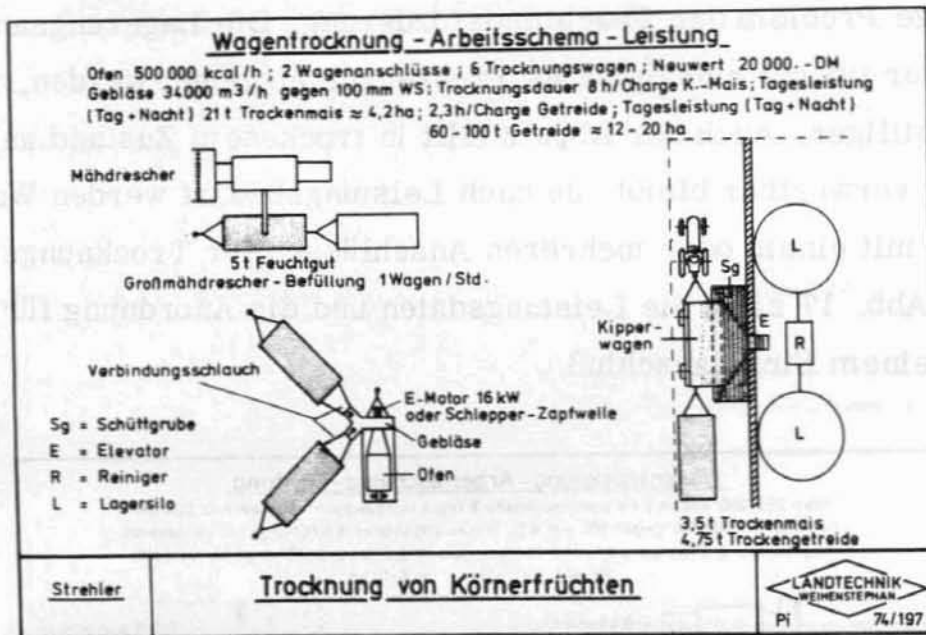 Problem der
Wagentrocknung - Arbeitsschema - Leistung
Ofen 500 000 kcal/h ; 2 Wagenanschlüsse ; 6 Trocknungswagen ; Neuwert 20 000.-DM
Gebläse 34000 m³/h gegen 100 mm WS ; Trocknungsdauer 8 h/Charge K.-Mais ; Tagesleistung
(Tag + Nacht) 21 t Trockenmais ≈ 4,2 ha ; 2,3 h/Charge Getreide ; Tagesleistung (Tag + Nacht)
60 - 100 t Getreide ≈ 12 - 20 ha
Mähdrescher
5 t Feuchtgut
Großmähdrescher - Befüllung 1 Wagen / Std.
Verbindungsschlauch
E-Motor 16 kW
oder Schlepper - Zapfwelle
Gebläse
Ofen
Sg = Schüttgrube
E = Elevator
R = Reiniger
L = Lagersilo
L
Sg
Kipper-
wagen
E
R
L
3,5 t Trockenmais
4,75 t Trockengetreide
Strehler
Trocknung von Körnerfrüchten
LANDTECHNIK
WEIHENSTEPHAN
Pi 74/197